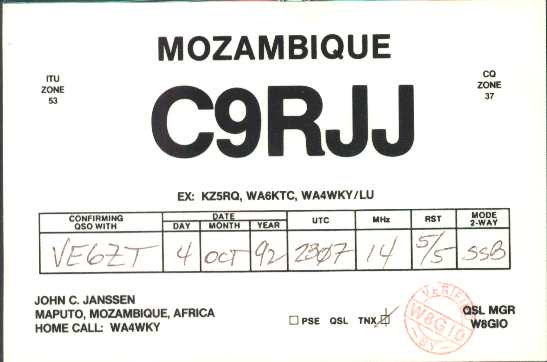 MOZAMBIQUE
ITU
ZONE
53
CQ
ZONE
37
C9RJJ
EX: KZ5RQ, WA6KTC, WA4WKY/LU
CONFIRMING QSO WITH DATE DAY MONTH YEAR UTC MHz RST MODE 2-WAY
VE6ZT 4 OCT 92 23Ø7 14 5/5 SSB
JOHN C. JANSSEN
MAPUTO, MOZAMBIQUE, AFRICA
HOME CALL: WA4WKY
PSE QSL TNX
VERIFIED
W8GIO
BY
QSL MGR
W8GIO